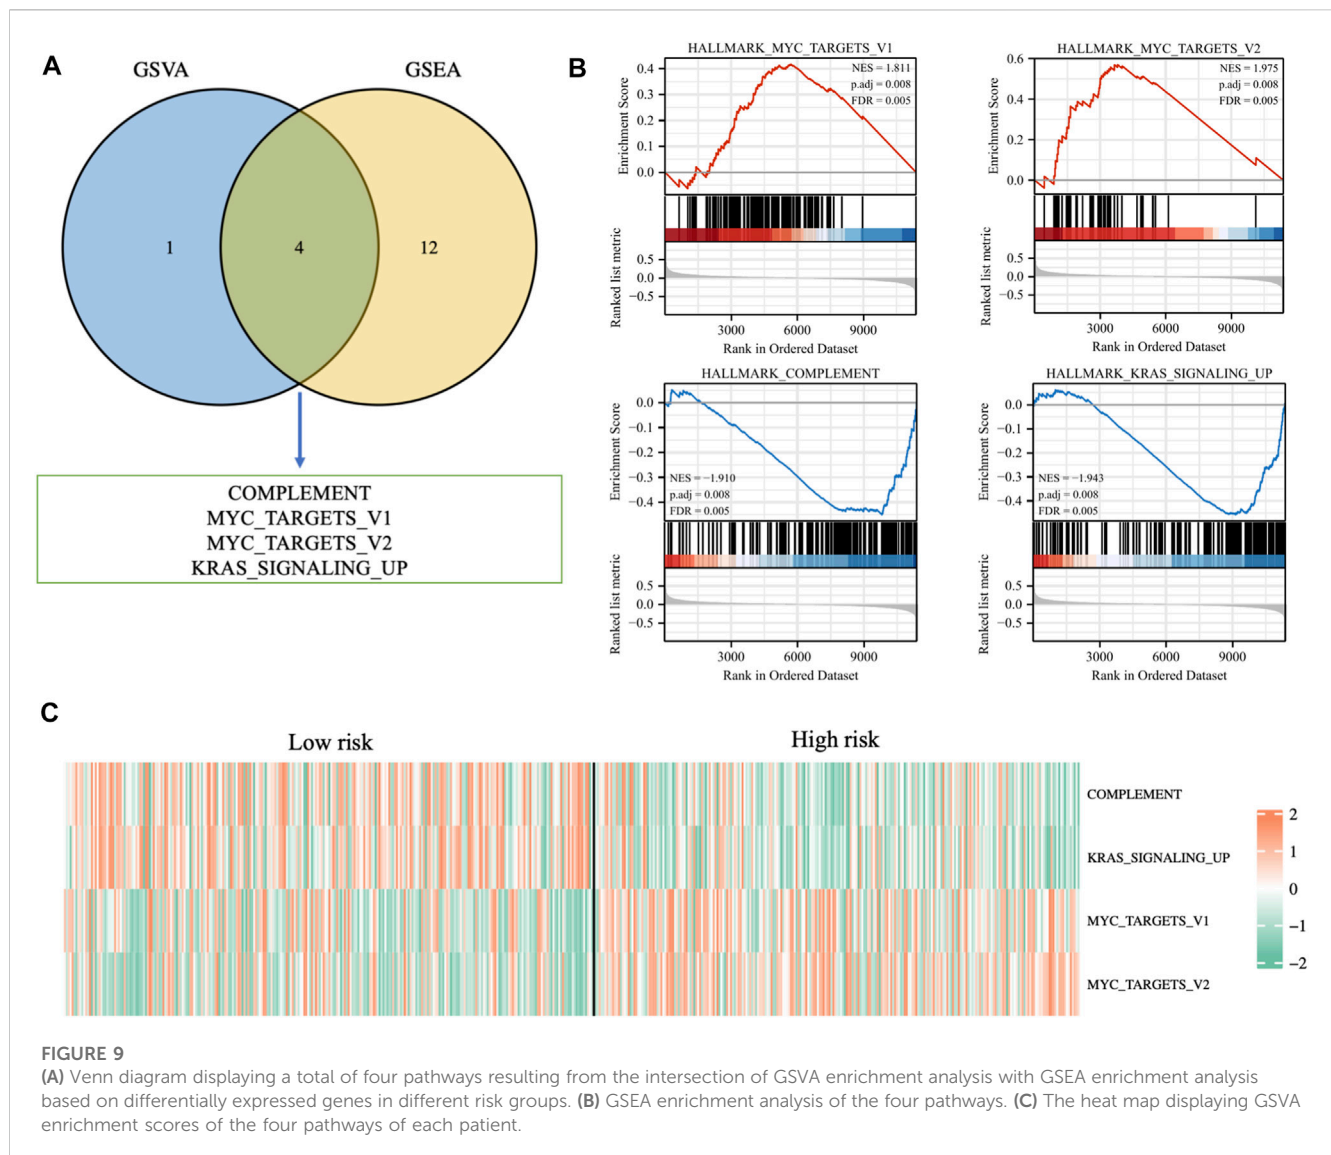 A
GSVA
GSEA
1
4
12
COMPLEMENT
MYC_TARGETS_V1
MYC_TARGETS_V2
KRAS_SIGNALING_UP
B
HALLMARK_MYC_TARGETS_V1
NES = 1.811
p.adj = 0.008
FDR = 0.005
Enrichment Score
0.4
0.3
0.2
0.1
0.0
Ranked list metric
0.5
0.0
−0.5
3000 6000 9000
Rank in Ordered Dataset
HALLMARK_MYC_TARGETS_V2
NES = 1.975
p.adj = 0.008
FDR = 0.005
Enrichment Score
0.6
0.4
0.2
0.0
Ranked list metric
0.5
0.0
−0.5
3000 6000 9000
Rank in Ordered Dataset
HALLMARK_COMPLEMENT
Enrichment Score
0.0
−0.1
−0.2
−0.3
−0.4
NES = −1.910
p.adj = 0.008
FDR = 0.005
Ranked list metric
0.5
0.0
−0.5
3000 6000 9000
Rank in Ordered Dataset
HALLMARK_KRAS_SIGNALING_UP
Enrichment Score
0.0
−0.1
−0.2
−0.3
−0.4
NES = −1.943
p.adj = 0.008
FDR = 0.005
Ranked list metric
0.5
0.0
−0.5
3000 6000 9000
Rank in Ordered Dataset
C
Low risk
High risk
COMPLEMENT
KRAS_SIGNALING_UP
MYC_TARGETS_V1
MYC_TARGETS_V2
2
1
0
−1
−2
FIGURE 9
(A) Venn diagram displaying a total of four pathways resulting from the intersection of GSVA enrichment analysis with GSEA enrichment analysis
based on differentially expressed genes in different risk groups. (B) GSEA enrichment analysis of the four pathways. (C) The heat map displaying GSVA
enrichment scores of the four pathways of each patient.